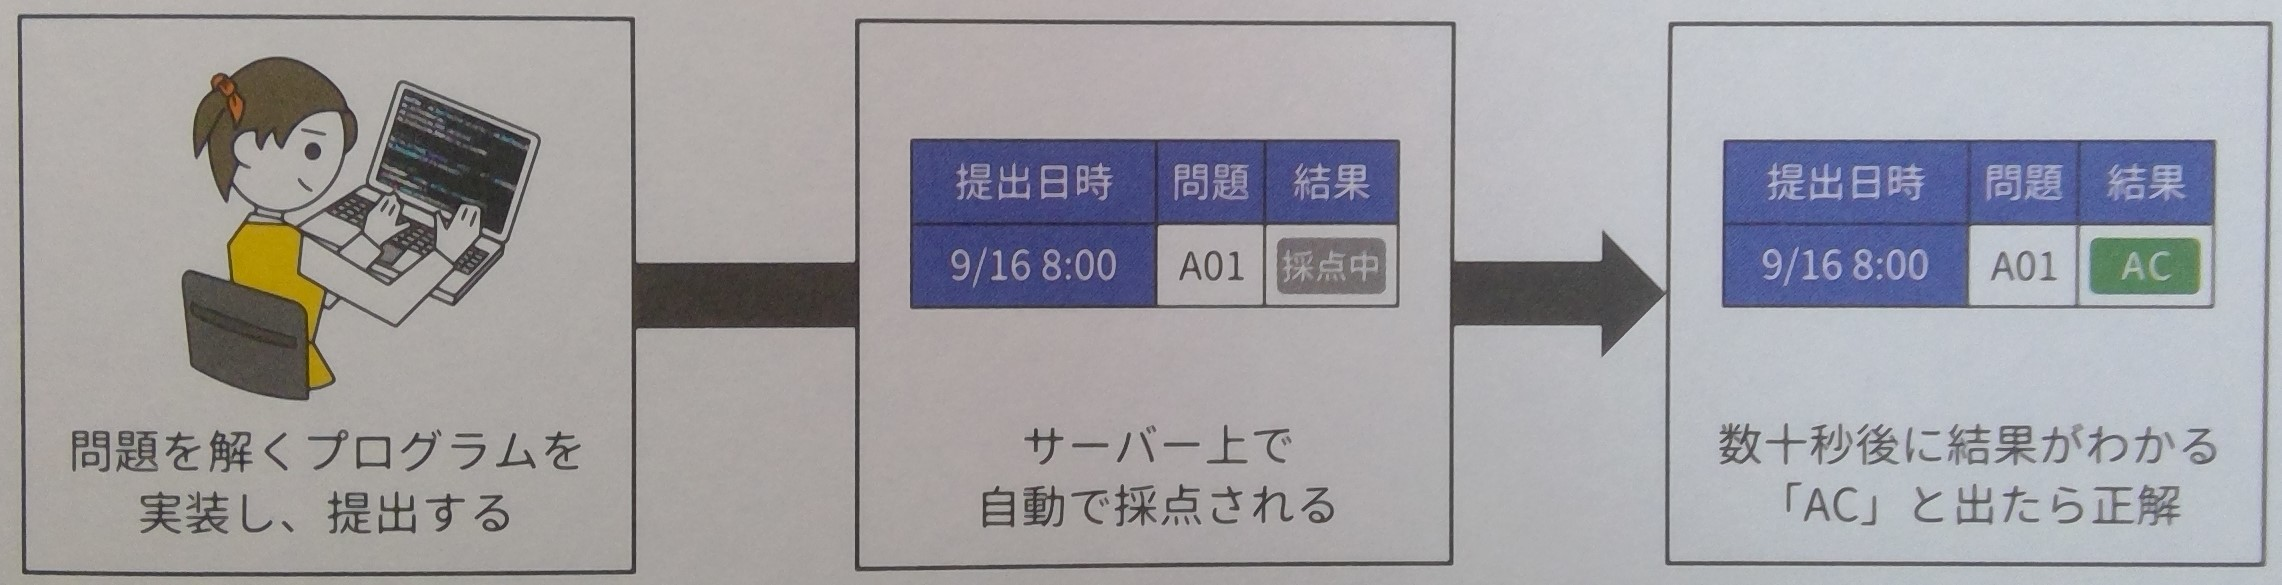 問題を解くプログラムを
実装し、提出する
提出日時 問題 結果
9/16 8:00 A01 採点中
サーバー上で
自動で採点される
提出日時 問題 結果
9/16 8:00 A01 AC
数十秒後に結果がわかる
「AC」と出たら正解